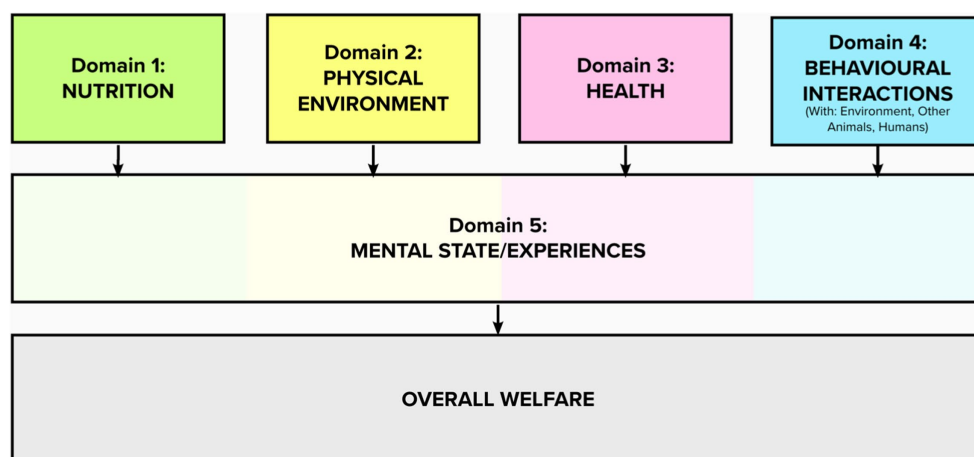 Domain 1:
NUTRITION
Domain 2:
PHYSICAL
ENVIRONMENT
Domain 3:
HEALTH
Domain 4:
BEHAVIOURAL
INTERACTIONS
(With: Environment, Other
Animals, Humans)
Domain 5:
MENTAL STATE/EXPERIENCES
OVERALL WELFARE